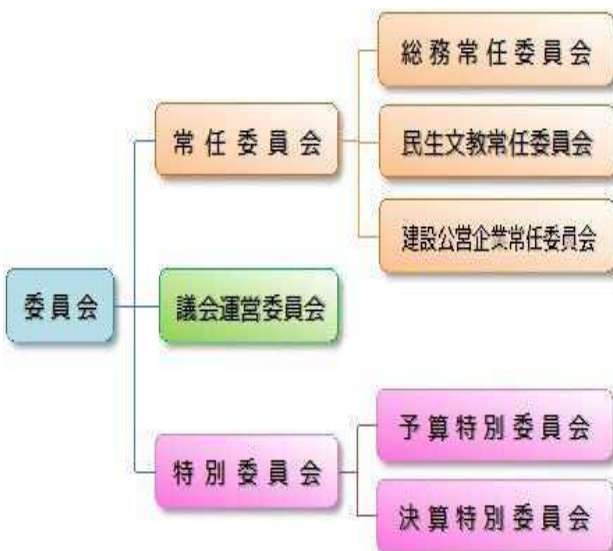 委員会
常任委員会
総務常任委員会
民生文教常任委員会
建設公営企業常任委員会
議会運営委員会
特別委員会
予算特別委員会
決算特別委員会